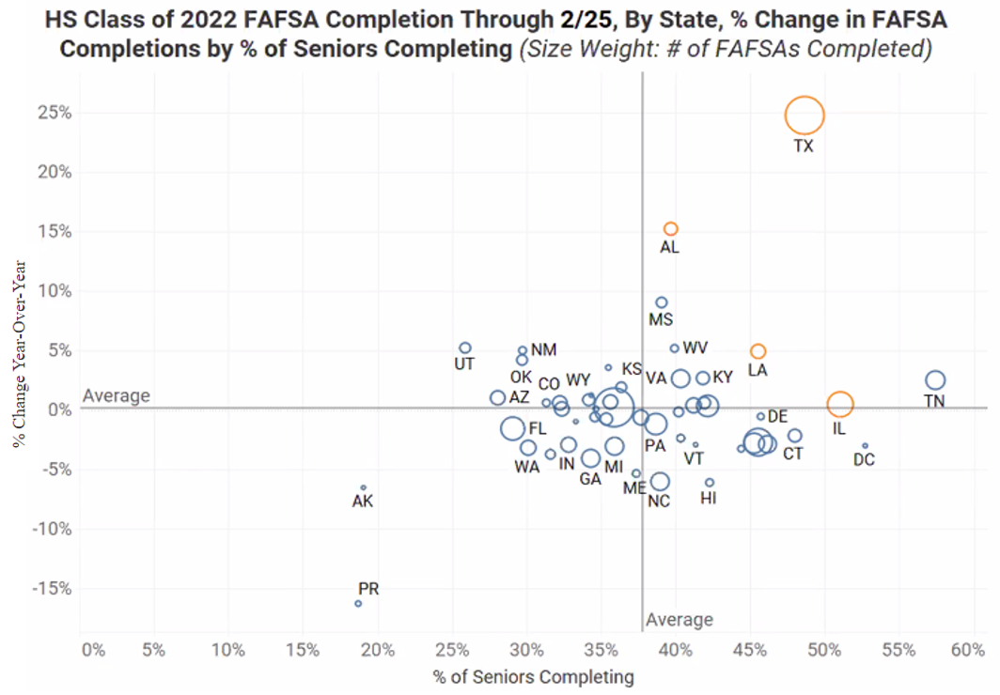 HS Class of 2022 FAFSA Completion Through 2/25, By State, % Change in FAFSA
Completions by % of Seniors Completing (Size Weight: # of FAFSAs Completed)
% Change Year-Over-Year
25%
20%
15%
10%
5%
0%
-5%
-10%
-15%
TX
AL
MS
WV
LA
UT
NM
OK
KS
VA
KY
TN
AZ
CO
WY
Average
IL
DE
FL
PA
CT
DC
WA
IN
GA
MI
VT
ME
NC
HI
AK
PR
Average
0%
5%
10%
15%
20%
25%
30%
35%
40%
45%
50%
55%
60%
% of Seniors Completing